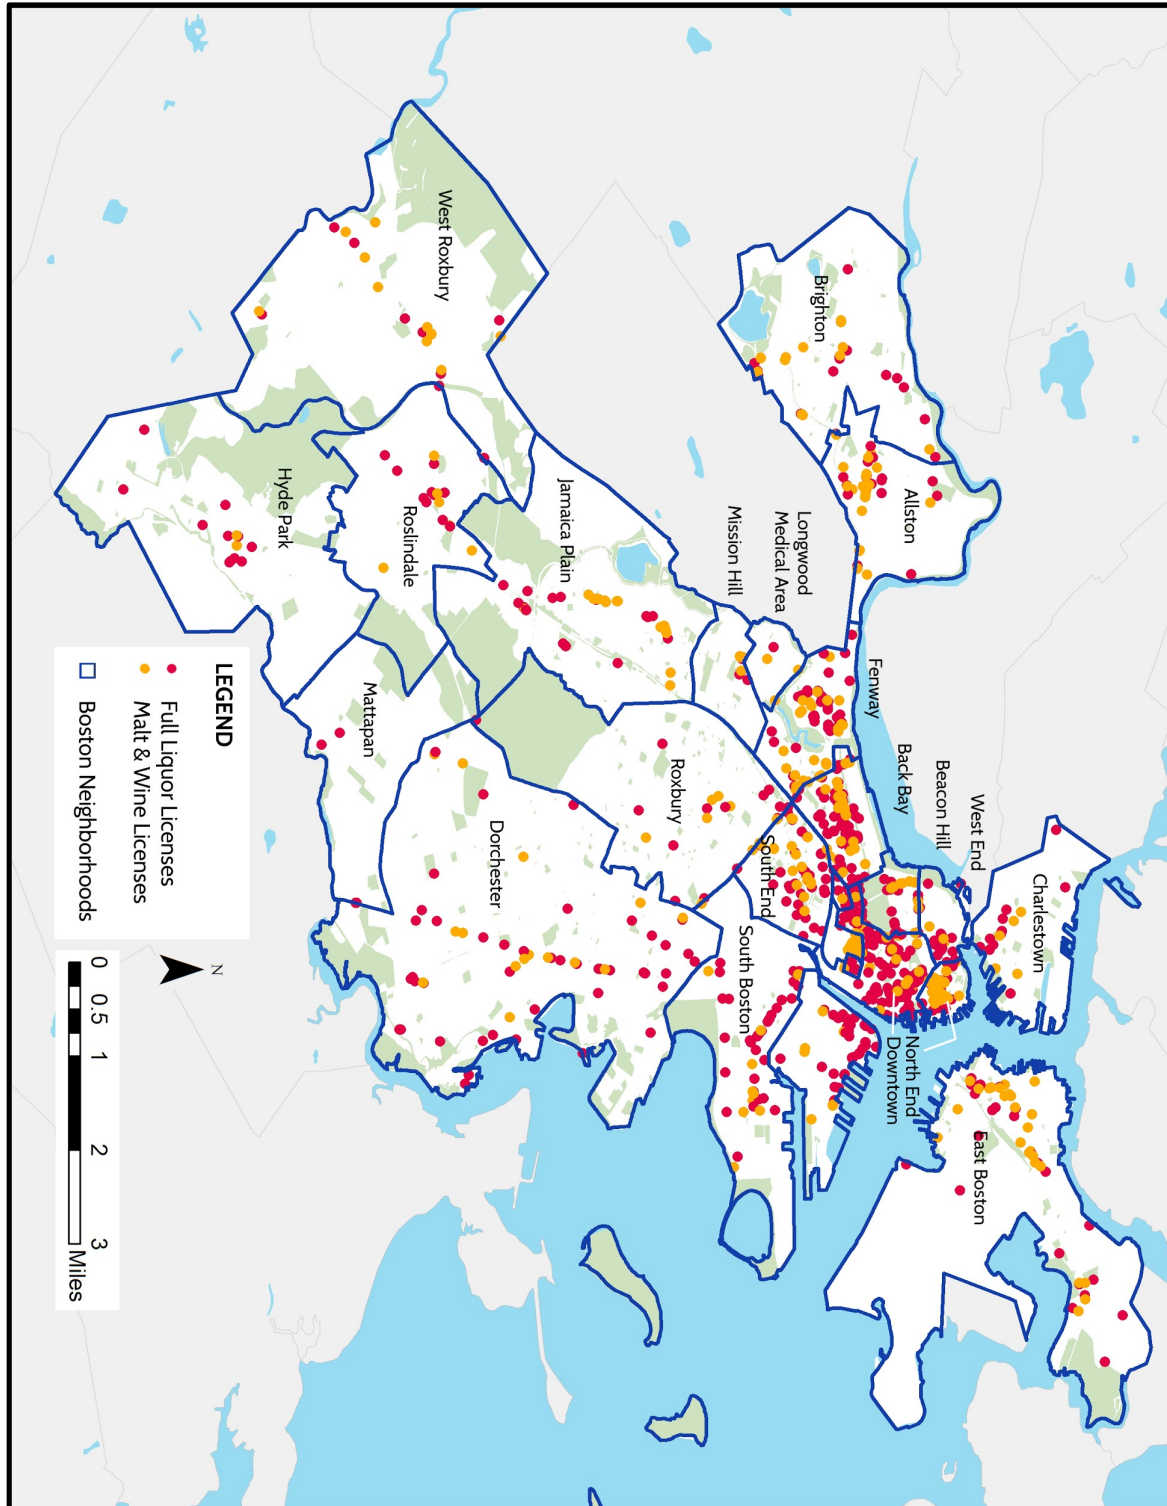 Charlestown
West End
Beacon Hill
Back Bay
Fenway
North End
Downtown
East Boston
Allston
Brighton
Longwood
Medical Area
Mission Hill
South End
South Boston
Roxbury
Jamaica Plain
Dorchester
West Roxbury
Roslindale
Mattapan
Hyde Park
LEGEND
Full Liquor Licenses
Malt & Wine Licenses
Boston Neighborhoods
N
0 0.5 1 2 3
Miles